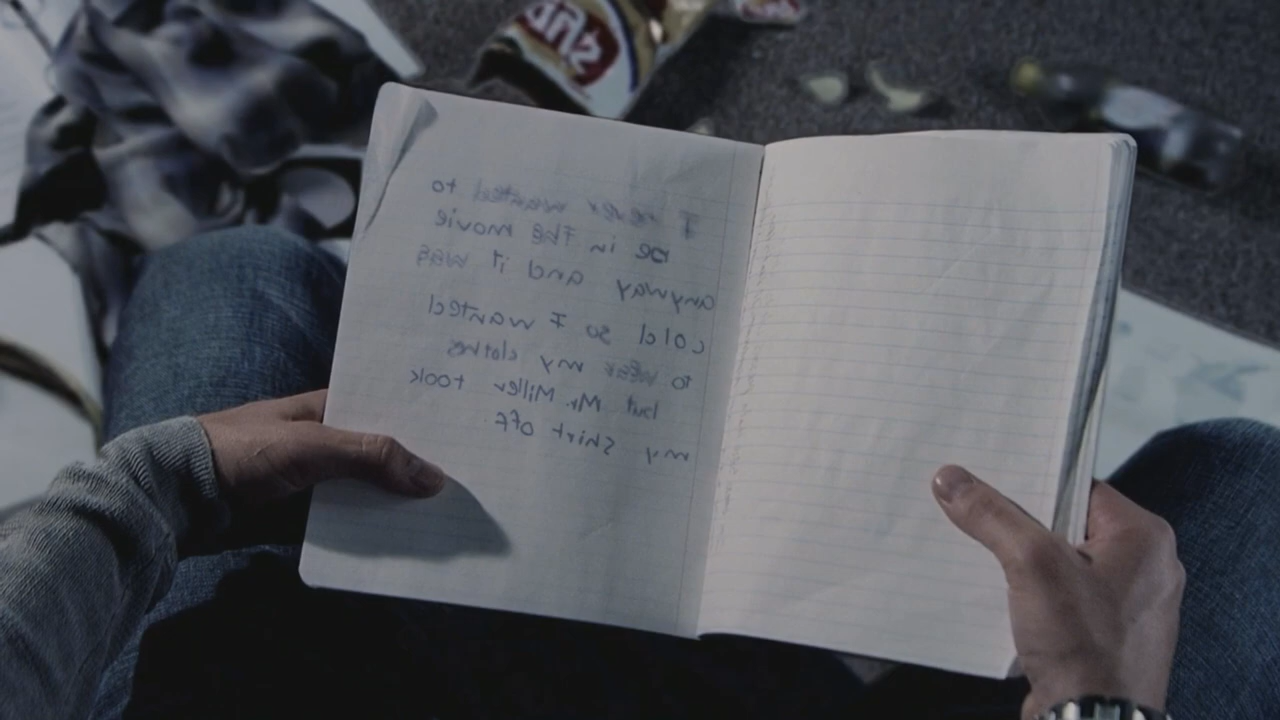 I never wanted to
be in the movie
anyway and it was
cold so I wanted
to wear my clothes
but Mr. Miller took
my shirt off